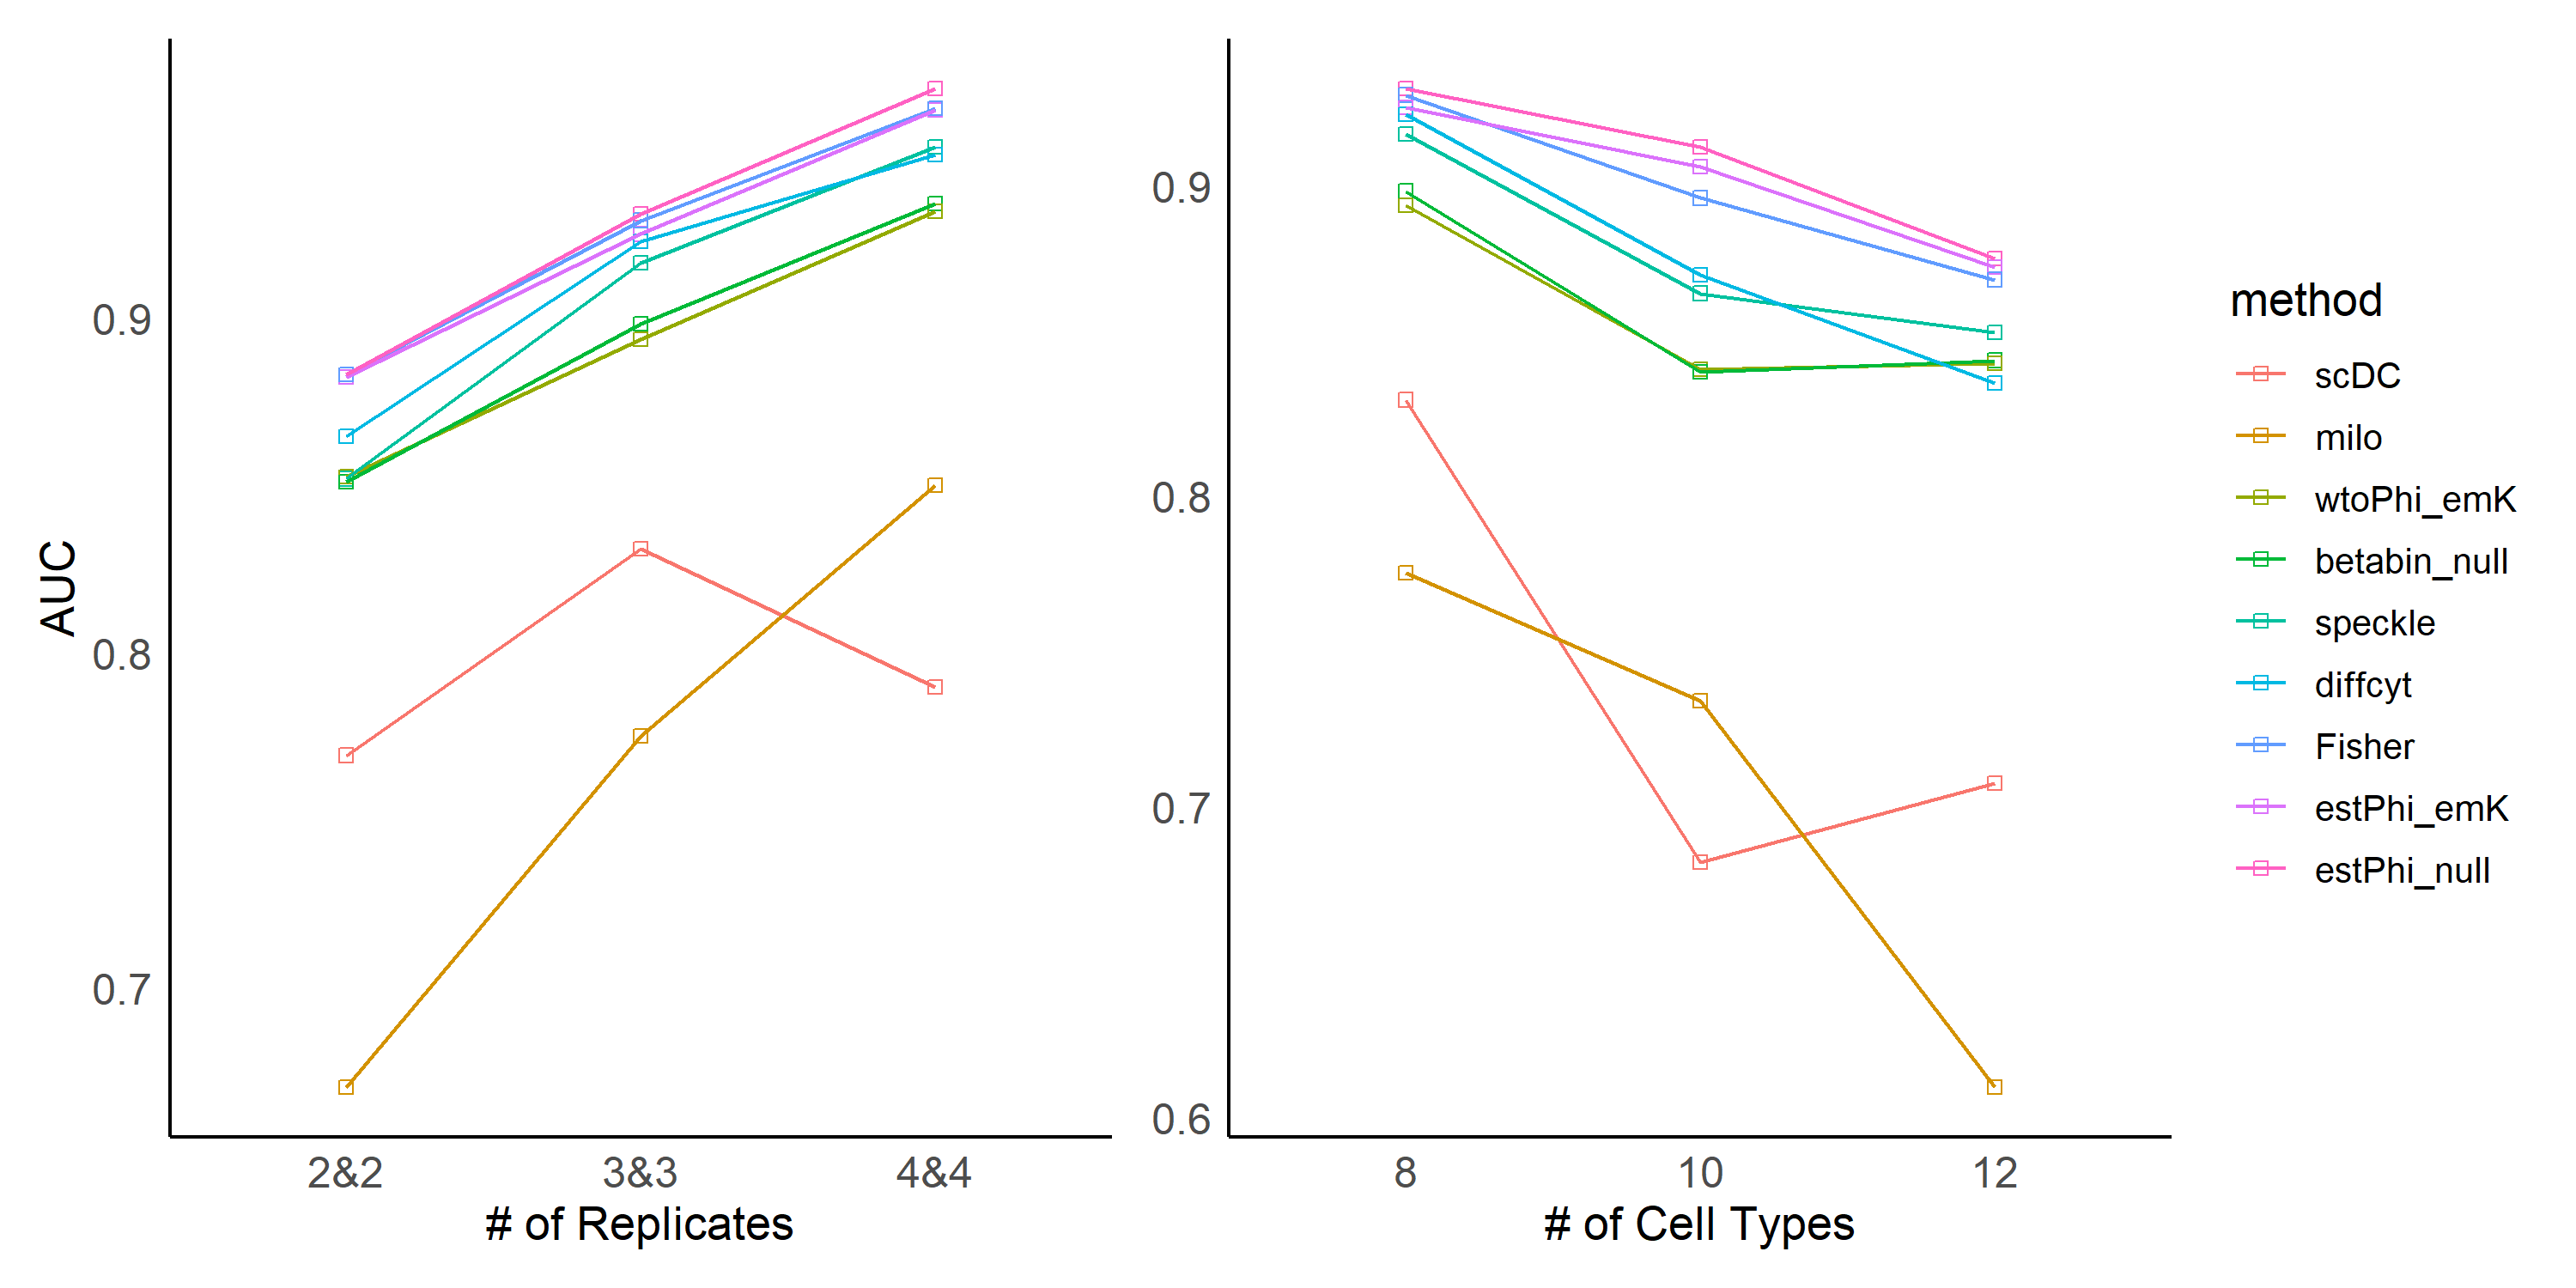 AUC
0.9
0.8
0.7
2&2
3&3
4&4
# of Replicates
0.9
0.8
0.7
0.6
8
10
12
# of Cell Types
method
scDC
milo
wtoPhi_emK
betabin_null
speckle
diffcyt
Fisher
estPhi_emK
estPhi_null